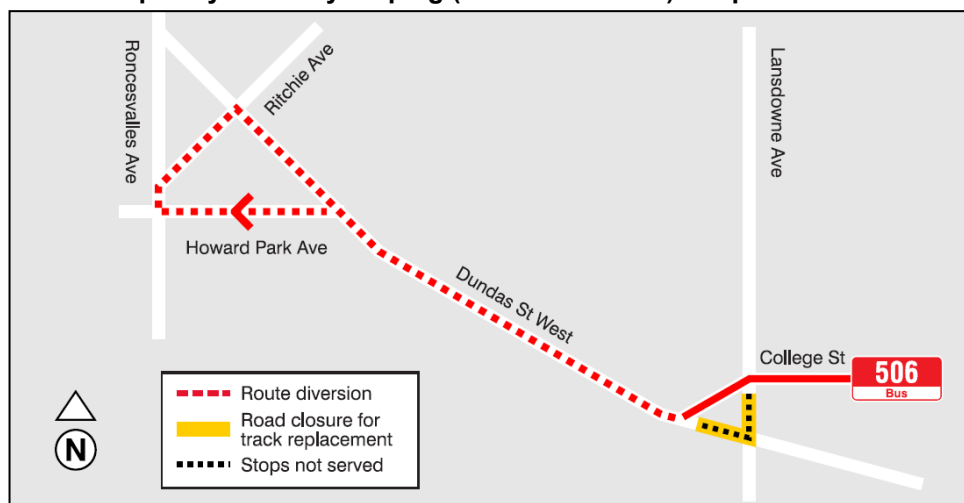 Roncesvalles Ave
Ritchie Ave
Lansdowne Ave
Howard Park Ave
Dundas St West
College St
506
Bus
Route diversion
Road closure for
track replacement
Stops not served
N